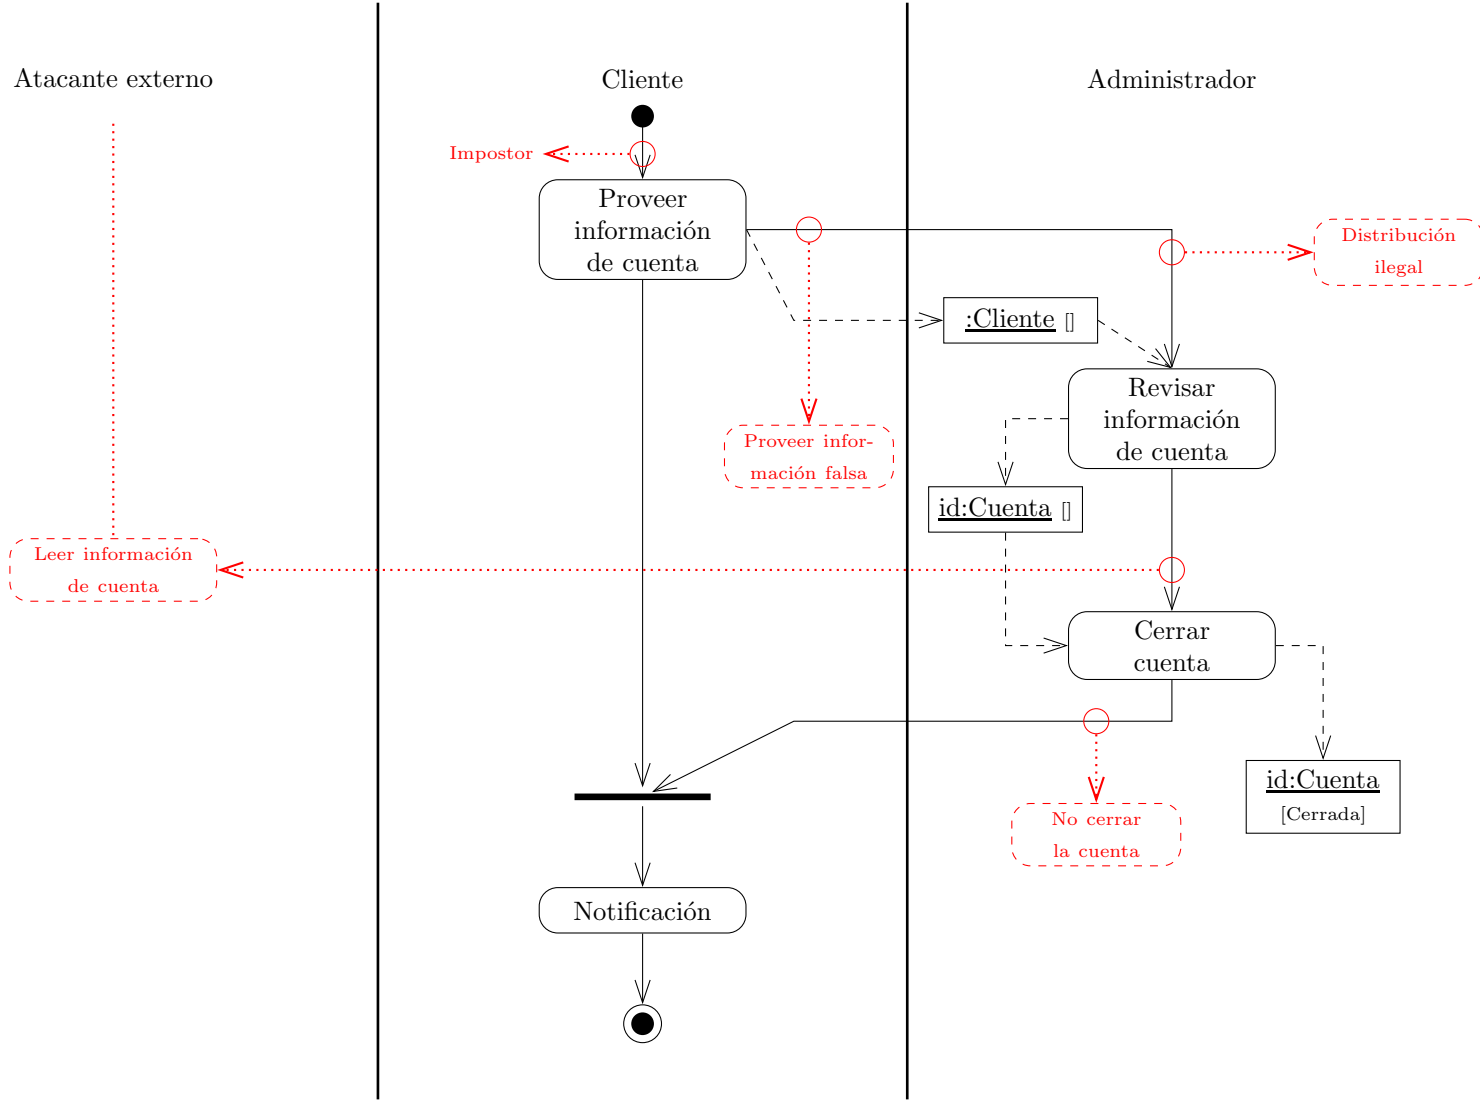 Atacante externo
Cliente
Administrador
Impostor
Proveer
información
de cuenta
Distribución
ilegal
:Cliente []
Revisar
información
de cuenta
Proveer infor-
mación falsa
id:Cuenta []
Leer información
de cuenta
Cerrar
cuenta
id:Cuenta
[Cerrada]
No cerrar
la cuenta
Notificación